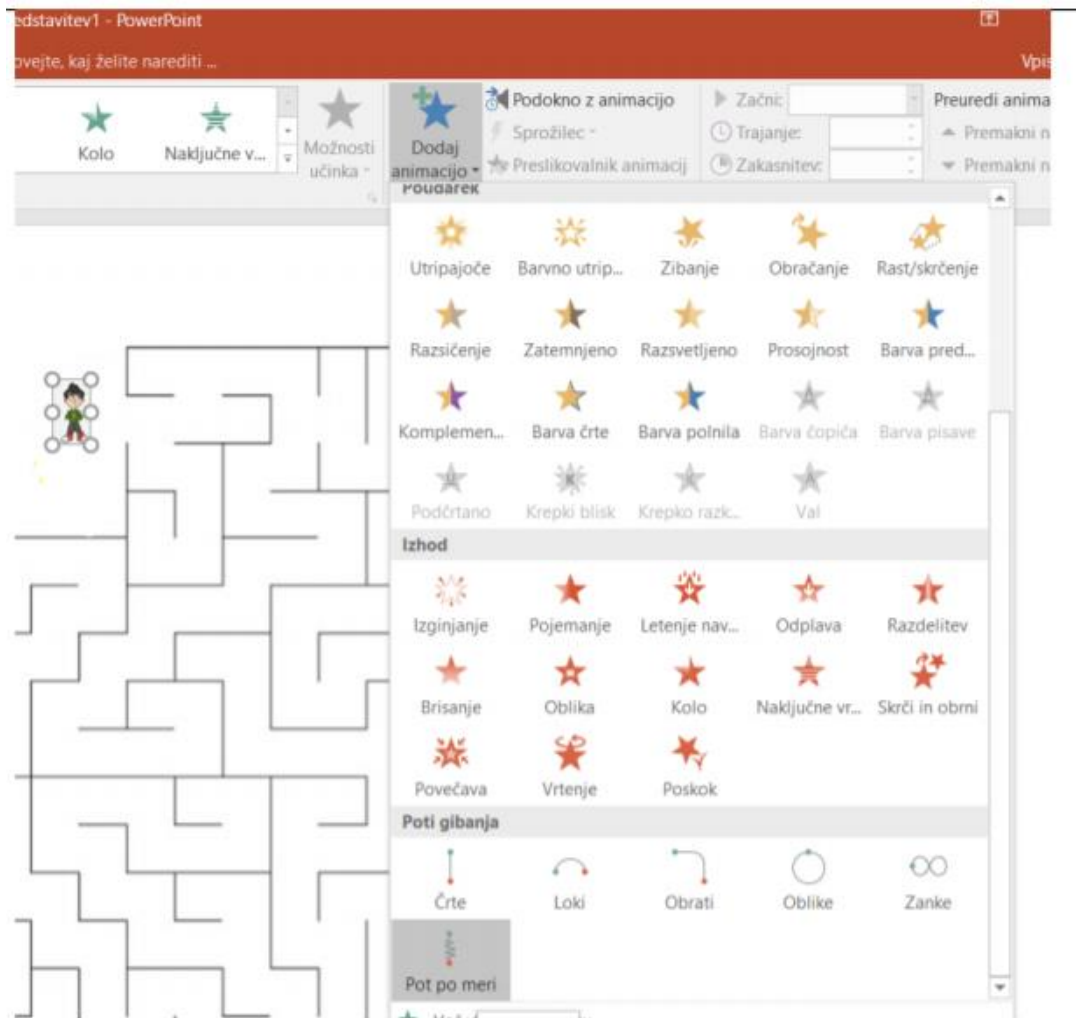 edstavitev1 - PowerPoint
ovejte, kaj želite narediti ...
Vpis
Kolo
Naključne v...
Možnosti
učinka
Dodaj
animacijo
Podokno z animacijo
Sprožilec
Preslikovalnik animacij
Začni:
Trajanje:
Zakasnitev:
Preuredi anima
Premakni n
Premakni n
Poudarek
Utripajoče Barvno utrip... Zibanje Obračanje Rast/skrčenje
Razsičenje Zatemnjeno Razsvetljeno Prosojnost Barva pred...
Komplemen... Barva črte Barva polnila Barva čopiča Barva pisave
Podčrtano Krepki blisk Krepko razk... Val
Izhod
Izginjanje Pojemanje Letenje nav... Odplava Razdelitev
Brisanje Oblika Kolo Naključne vr... Skrči in obrni
Povečava Vrtenje Poskok
Poti gibanja
Črte Loki Obrati Oblike Zanke
Pot po meri